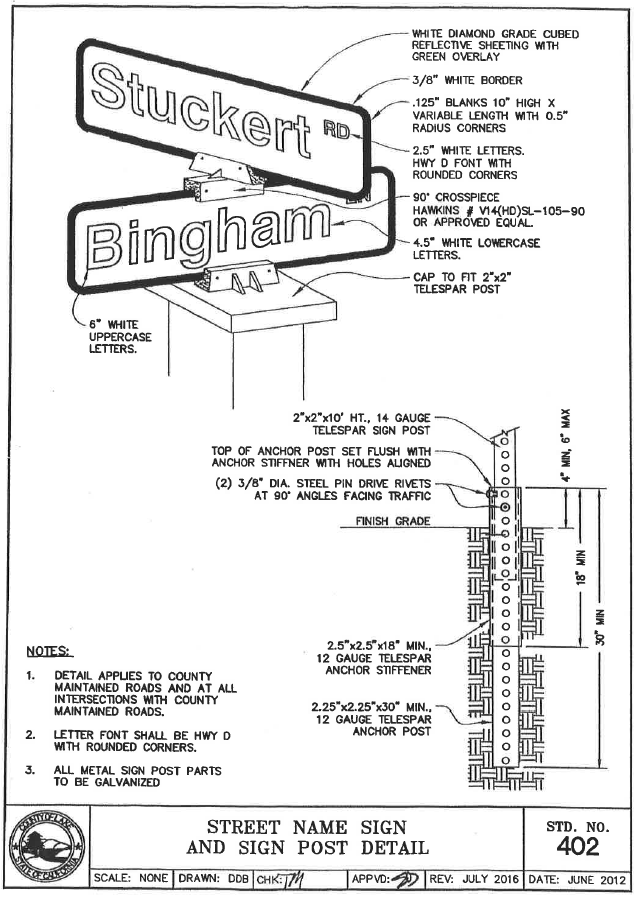 WHITE DIAMOND GRADE CUBED
REFLECTIVE SHEETING WITH
GREEN OVERLAY
3/8" WHITE BORDER
.125" BLANKS 10" HIGH X
VARIABLE LENGTH WITH 0.5"
RADIUS CORNERS
2.5" WHITE LETTERS.
HWY D FONT WITH
ROUNDED CORNERS
90° CROSSPIECE
HAWKINS # V14(HD)SL-105-90
OR APPROVED EQUAL.
4.5" WHITE LOWERCASE
LETTERS.
CAP TO FIT 2"x2"
TELESPAR POST
Stuckert RD
Bingham
6" WHITE
UPPERCASE
LETTERS.
2"x2"x10' HT., 14 GAUGE
TELESPAR SIGN POST
TOP OF ANCHOR POST SET FLUSH WITH
ANCHOR STIFFNER WITH HOLES ALIGNED
(2) 3/8" DIA. STEEL PIN DRIVE RIVETS
AT 90° ANGLES FACING TRAFFIC
FINISH GRADE
4" MIN, 6" MAX
18" MIN
30" MIN
2.5"x2.5"x18" MIN.,
12 GAUGE TELESPAR
ANCHOR STIFFENER
2.25"x2.25"x30" MIN.,
12 GAUGE TELESPAR
ANCHOR POST
NOTES:
1. DETAIL APPLIES TO COUNTY
MAINTAINED ROADS AND AT ALL
INTERSECTIONS WITH COUNTY
MAINTAINED ROADS.
2. LETTER FONT SHALL BE HWY D
WITH ROUNDED CORNERS.
3. ALL METAL SIGN POST PARTS
TO BE GALVANIZED
COUNTY OF LAKE
STATE OF CALIFORNIA
STREET NAME SIGN
AND SIGN POST DETAIL
STD. NO.
402
SCALE: NONE DRAWN: DDB CHK: APPVD: REV: JULY 2016 DATE: JUNE 2012